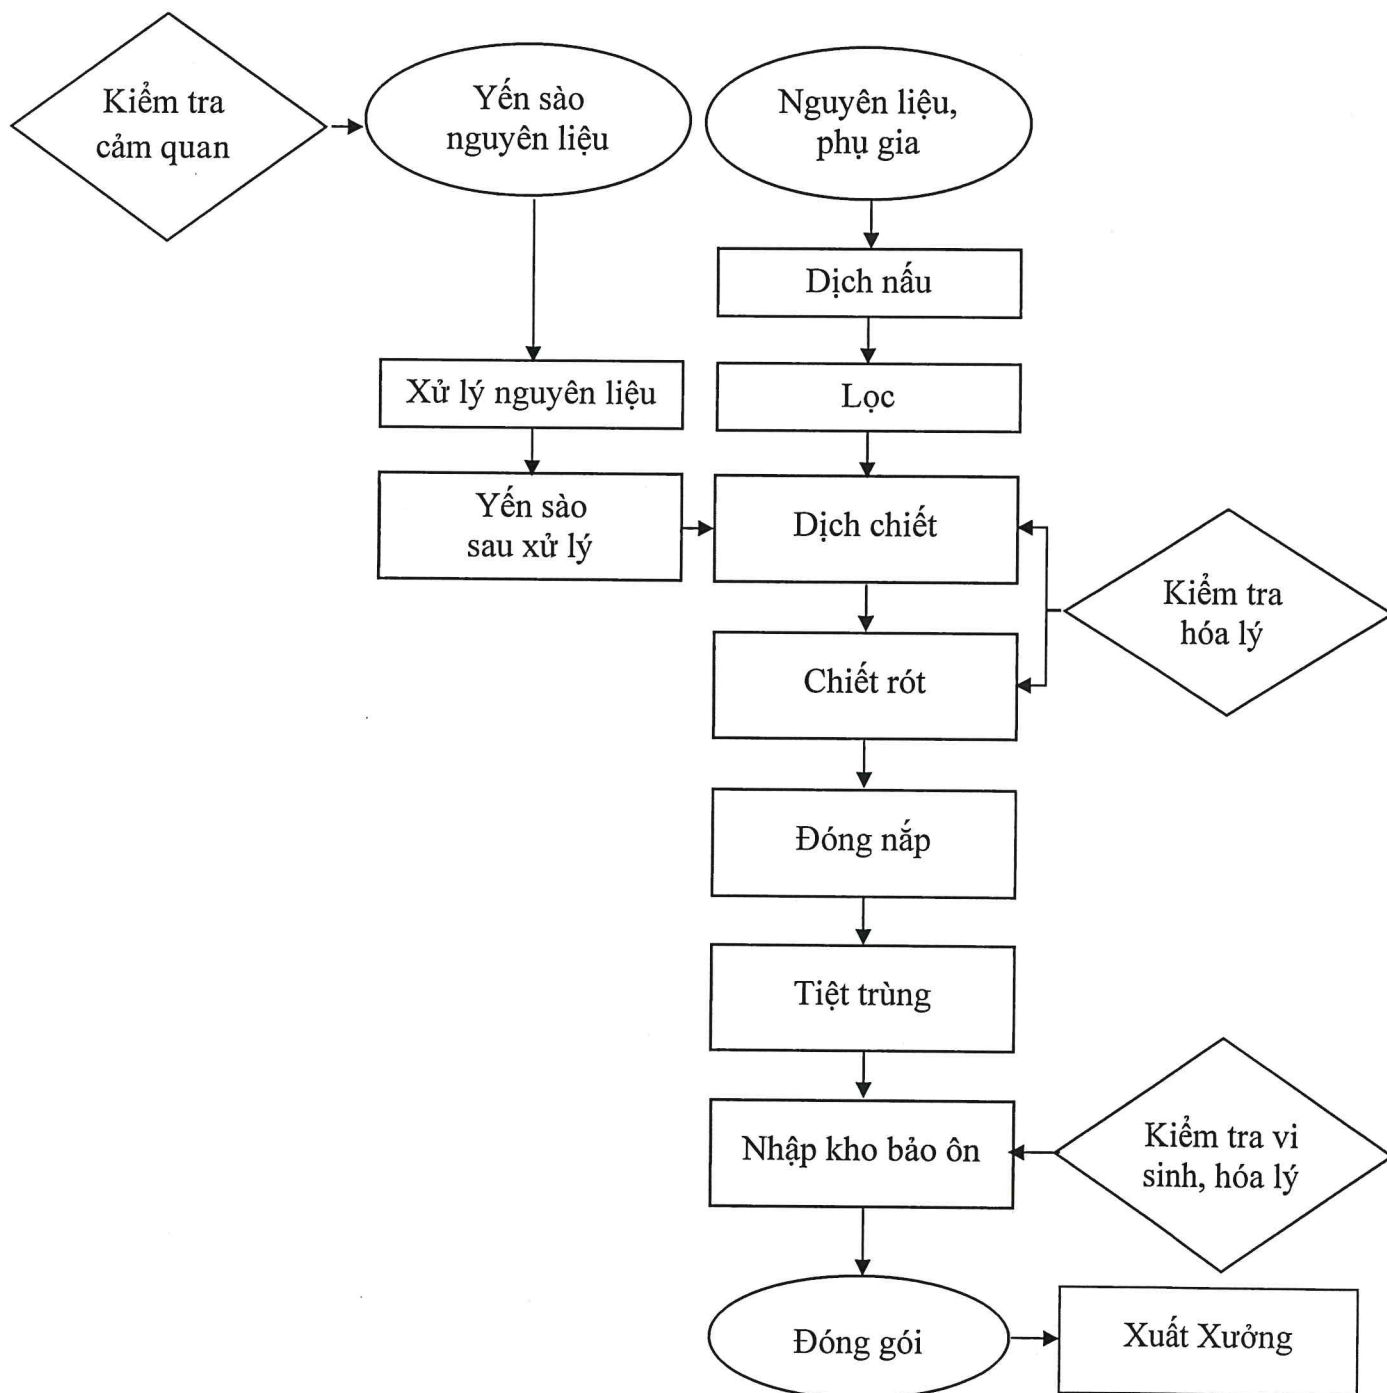 Kiểm tra
cảm quan
Yến sào
nguyên liệu
Nguyên liệu,
phụ gia
Dịch nấu
Xử lý nguyên liệu
Lọc
Yến sào
sau xử lý
Dịch chiết
Kiểm tra
hóa lý
Chiết rót
Đóng nắp
Tiệt trùng
Nhập kho bảo ôn
Kiểm tra vi
sinh, hóa lý
Đóng gói
Xuất Xưởng